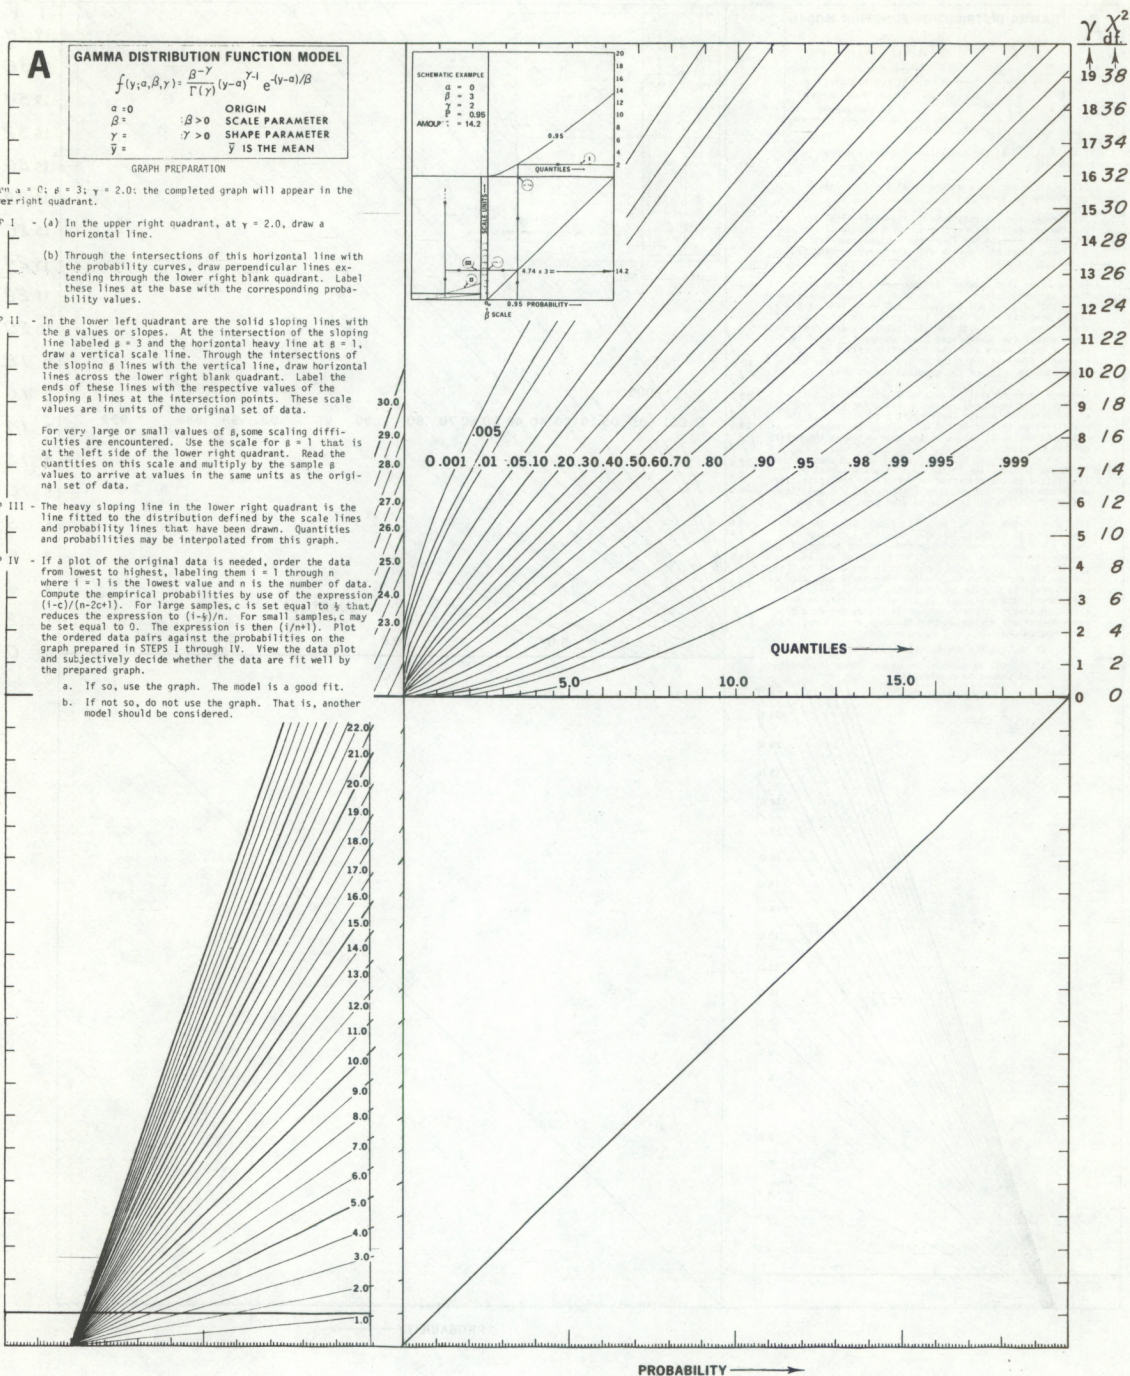 γ χ²
df
A
GAMMA DISTRIBUTION FUNCTION MODEL
f(y;α,β,γ) = β^-γ / Γ(γ) (y-α)^γ-1 e^-(y-α)/β
α = 0 ORIGIN
β = :β > 0 SCALE PARAMETER
γ = :γ > 0 SHAPE PARAMETER
ȳ = ȳ IS THE MEAN
GRAPH PREPARATION
α = 0; β = 3; γ = 2.0; the completed graph will appear in the
er right quadrant.
I - (a) In the upper right quadrant, at γ = 2.0, draw a
horizontal line.
(b) Through the intersections of this horizontal line with
the probability curves, draw perpendicular lines ex-
tending through the lower right blank quadrant. Label
these lines at the base with the corresponding proba-
bility values.
II - In the lower left quadrant are the solid sloping lines with
the β values or slopes. At the intersection of the sloping
line labeled β = 3 and the horizontal heavy line at β = 1,
draw a vertical scale line. Through the intersections of
the sloping β lines with the vertical line, draw horizontal
lines across the lower right blank quadrant. Label the
ends of these lines with the respective values of the
sloping β lines at the intersection points. These scale
values are in units of the original set of data.
For very large or small values of β, some scaling diffi-
culties are encountered. Use the scale for β = 1 that is
at the left side of the lower right quadrant. Read the
quantities on this scale and multiply by the sample β
values to arrive at values in the same units as the origi-
nal set of data.
III - The heavy sloping line in the lower right quadrant is the
line fitted to the distribution defined by the scale lines
and probability lines that have been drawn. Quantities
and probabilities may be interpolated from this graph.
IV - If a plot of the original data is needed, order the data
from lowest to highest, labeling them i = 1 through n
where i = 1 is the lowest value and n is the number of data.
Compute the empirical probabilities by use of the expression
(i-c)/(n-2c+1). For large samples, c is set equal to ½ that
reduces the expression to (i-½)/n. For small samples, c may
be set equal to 0. The expression is then (i/n+1). Plot
the ordered data pairs against the probabilities on the
graph prepared in STEPS I through IV. View the data plot
and subjectively decide whether the data are fit well by
the prepared graph.
a. If so, use the graph. The model is a good fit.
b. If not so, do not use the graph. That is, another
model should be considered.
SCHEMATIC EXAMPLE
α = 0
β = 3
γ = 2
P = 0.95
AMOUNT = 14.2
20
18
16
14
12
10
8
6
4
2
0.95
I
QUANTILES
SCALE UNITS
III
II
4.74 x 3 =
14.2
0.95 PROBABILITY
β SCALE
19 38
18 36
17 34
16 32
15 30
14 28
13 26
12 24
11 22
10 20
9 18
8 16
7 14
6 12
5 10
4 8
3 6
2 4
1 2
0 0
.005
0 .001 .01 .05 .10 .20 .30 .40 .50 .60 .70 .80 .90 .95 .98 .99 .995 .999
QUANTILES
5.0 10.0 15.0
30.0
29.0
28.0
27.0
26.0
25.0
24.0
23.0
22.0
21.0
20.0
19.0
18.0
17.0
16.0
15.0
14.0
13.0
12.0
11.0
10.0
9.0
8.0
7.0
6.0
5.0
4.0
3.0
2.0
1.0
5.0 10.0 15.0
PROBABILITY